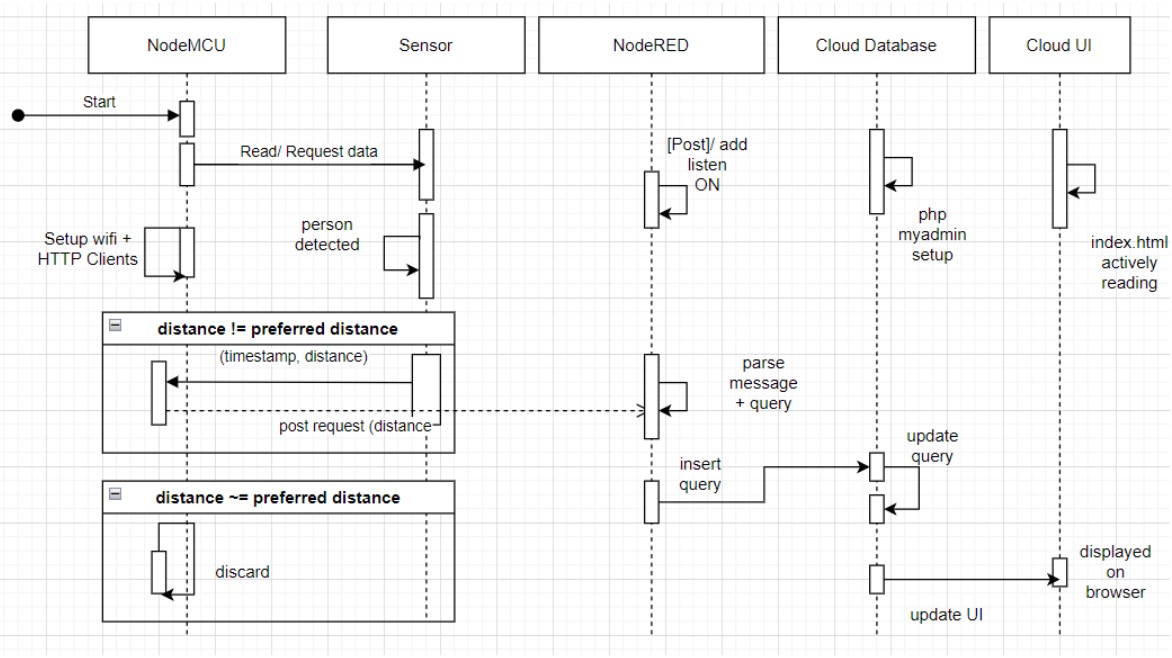 NodeMCU
Sensor
NodeRED
Cloud Database
Cloud UI
Start
Read/ Request data
[Post]/ add
listen
ON
php
myadmin
setup
index.html
actively
reading
Setup wifi +
HTTP Clients
person
detected
distance != preferred distance
(timestamp, distance)
post request (distance
parse
message
+ query
insert
query
update
query
distance ~= preferred distance
discard
update UI
displayed
on
browser